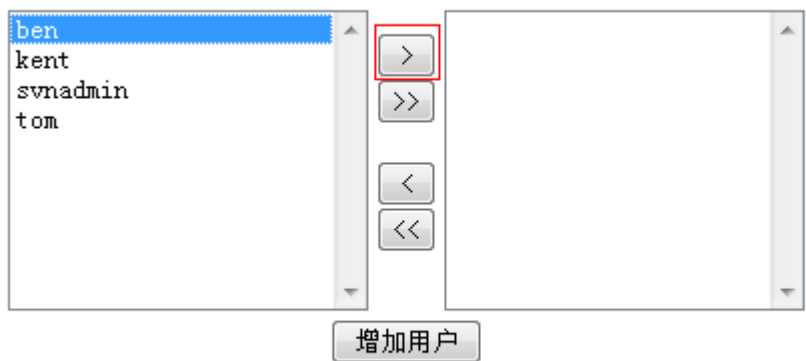 ben
kent
svnadmin
tom
>
>>
<
<<
增加用户